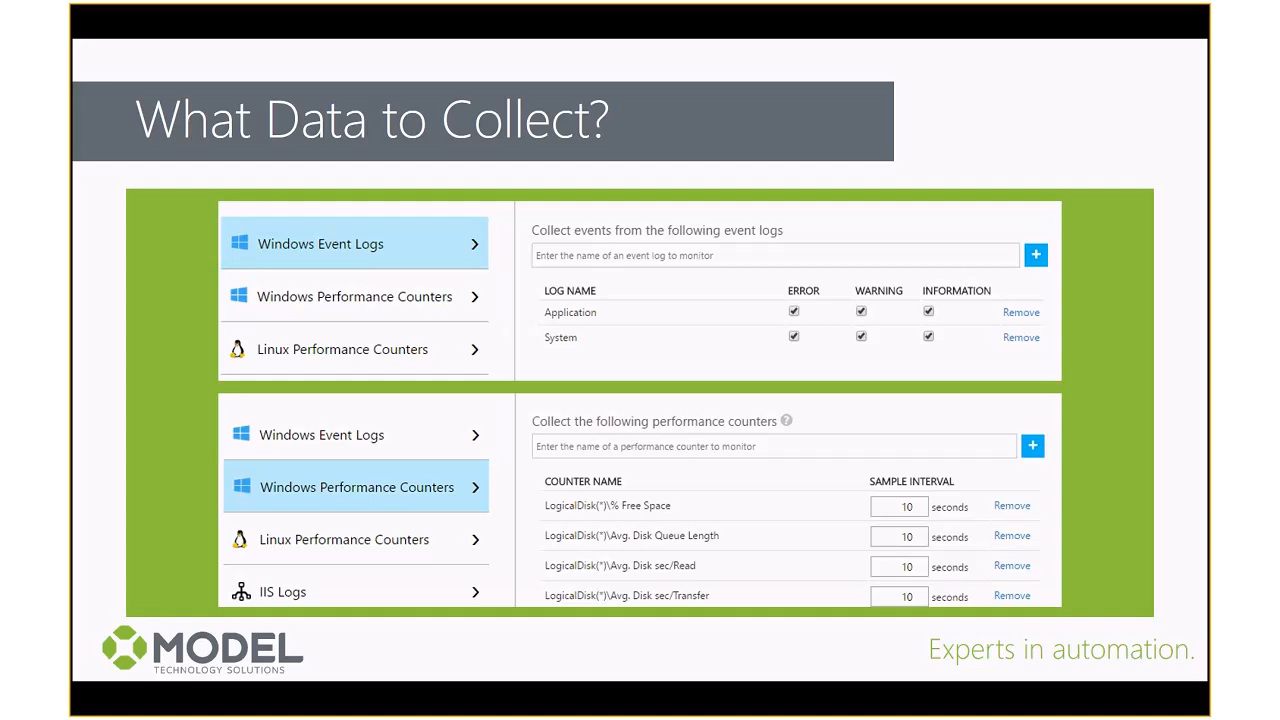 What Data to Collect?
Windows Event Logs
Windows Performance Counters
Linux Performance Counters
Collect events from the following event logs
Enter the name of an event log to monitor
+
LOG NAME ERROR WARNING INFORMATION
Application Remove
System Remove
Windows Event Logs
Windows Performance Counters
Linux Performance Counters
IIS Logs
Collect the following performance counters ?
Enter the name of a performance counter to monitor
+
COUNTER NAME SAMPLE INTERVAL
LogicalDisk(*)\% Free Space 10 seconds Remove
LogicalDisk(*)\Avg. Disk Queue Length 10 seconds Remove
LogicalDisk(*)\Avg. Disk sec/Read 10 seconds Remove
LogicalDisk(*)\Avg. Disk sec/Transfer 10 seconds Remove
MODEL
TECHNOLOGY SOLUTIONS
Experts in automation.